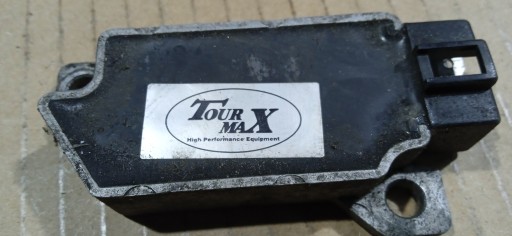 TOUR
MAX
High Performance Equipment